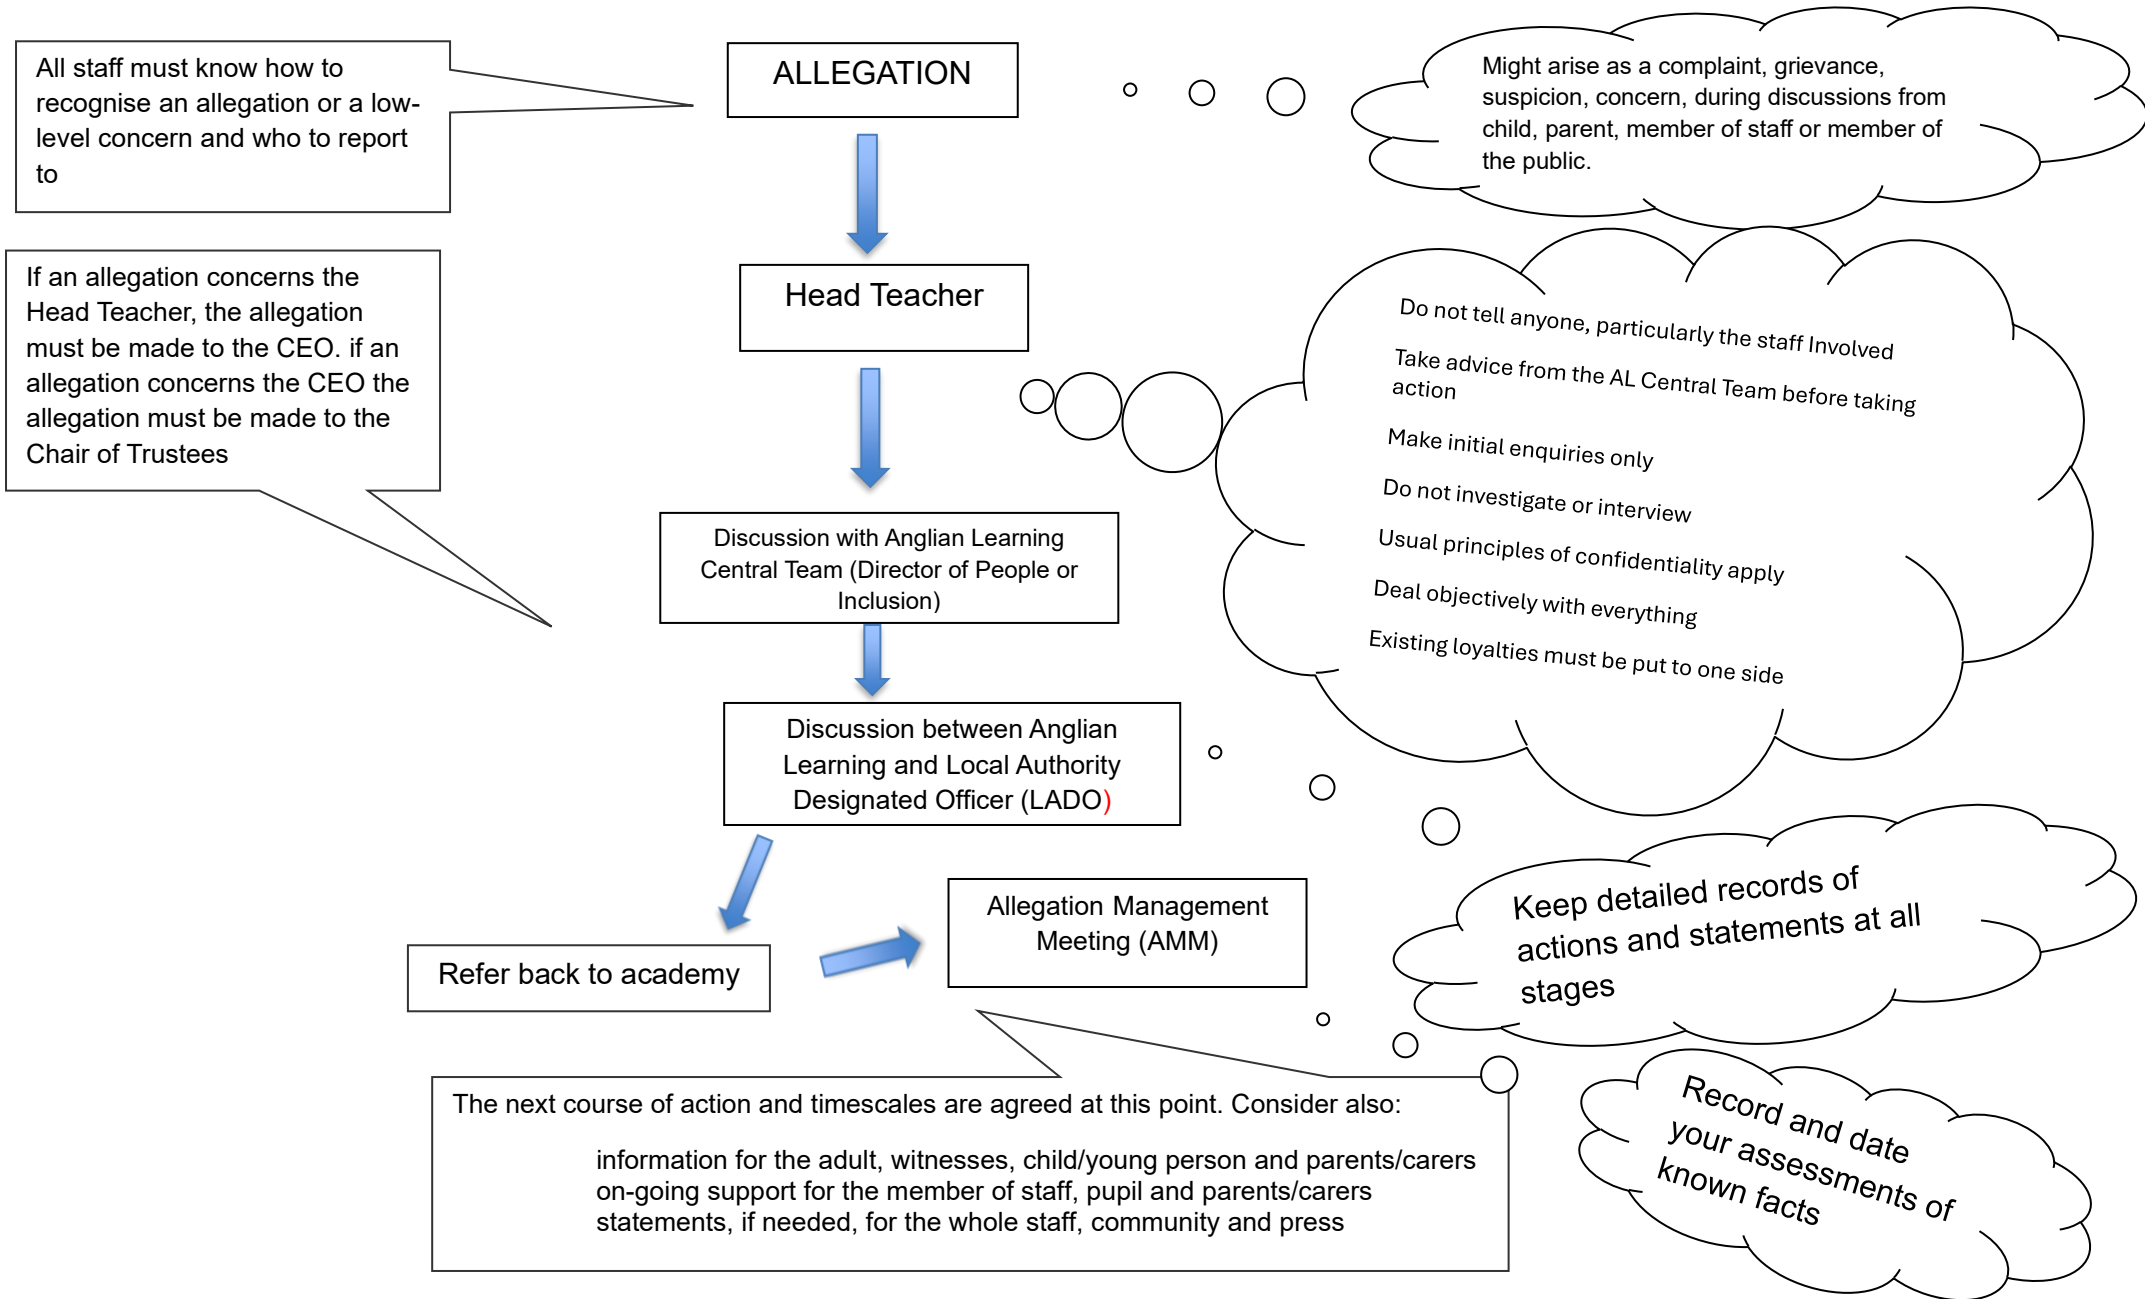 All staff must know how to
recognise an allegation or a low-
level concern and who to report
to
ALLEGATION
Might arise as a complaint, grievance,
suspicion, concern, during discussions from
child, parent, member of staff or member of
the public.
If an allegation concerns the
Head Teacher, the allegation
must be made to the CEO. if an
allegation concerns the CEO the
allegation must be made to the
Chair of Trustees
Head Teacher
Do not tell anyone, particularly the staff Involved
Take advice from the AL Central Team before taking
action
Make initial enquiries only
Do not investigate or interview
Usual principles of confidentiality apply
Deal objectively with everything
Existing loyalties must be put to one side
Discussion with Anglian Learning
Central Team (Director of People or
Inclusion)
Discussion between Anglian
Learning and Local Authority
Designated Officer (LADO)
Keep detailed records of
actions and statements at all
stages
Refer back to academy
Allegation Management
Meeting (AMM)
Record and date
your assessments of
known facts
The next course of action and timescales are agreed at this point. Consider also:
information for the adult, witnesses, child/young person and parents/carers
on-going support for the member of staff, pupil and parents/carers
statements, if needed, for the whole staff, community and press